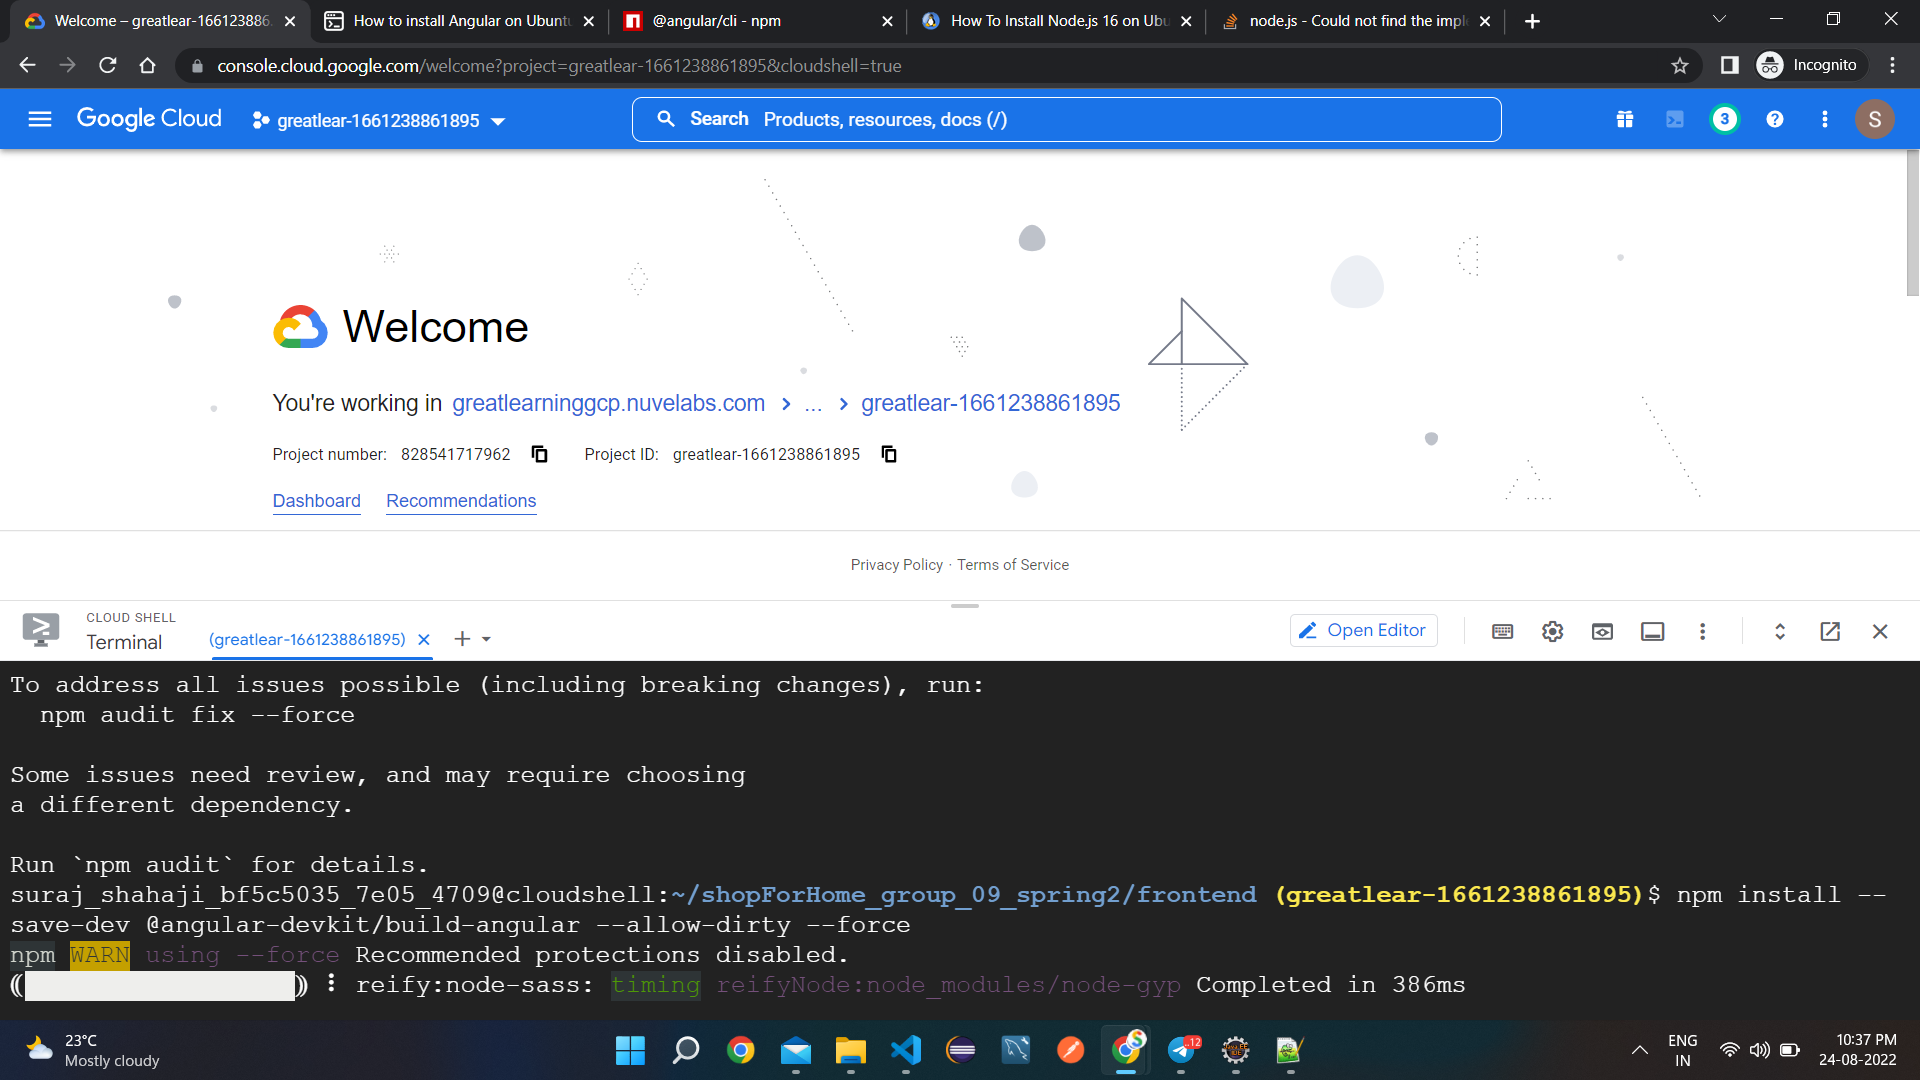 Welcome – greatlear-166123886
How to install Angular on Ubunt
@angular/cli - npm
How To Install Node.js 16 on Ubu
node.js - Could not find the impl
console.cloud.google.com/welcome?project=greatlear-1661238861895&cloudshell=true
Incognito
Google Cloud
greatlear-1661238861895
Search Products, resources, docs (/)
3
S
Welcome
You're working in greatlearninggcp.nuvelabs.com > ... > greatlear-1661238861895
Project number: 828541717962 Project ID: greatlear-1661238861895
Dashboard Recommendations
Privacy Policy · Terms of Service
CLOUD SHELL
Terminal
(greatlear-1661238861895)
Open Editor
To address all issues possible (including breaking changes), run:
npm audit fix --force
Some issues need review, and may require choosing
a different dependency.
Run `npm audit` for details.
suraj_shahaji_bf5c5035_7e05_4709@cloudshell:~/shopForHome_group_09_spring2/frontend (greatlear-1661238861895)$ npm install --
save-dev @angular-devkit/build-angular --allow-dirty --force
npm WARN using --force Recommended protections disabled.
(██████████████████) ⠸ reify:node-sass: timing reifyNode:node_modules/node-gyp Completed in 386ms
23°C
Mostly cloudy
12
ENG
IN
10:37 PM
24-08-2022